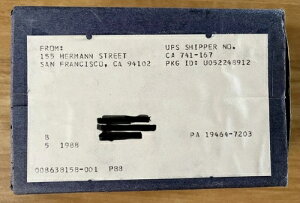 FROM:
155 HERMANN STREET
SAN FRANCISCO, CA 94102
UPS SHIPPER NO.
CA 741-167
PKG ID: U052248912
B
5 1988
PA 19464-7203
008638158-001 PBB